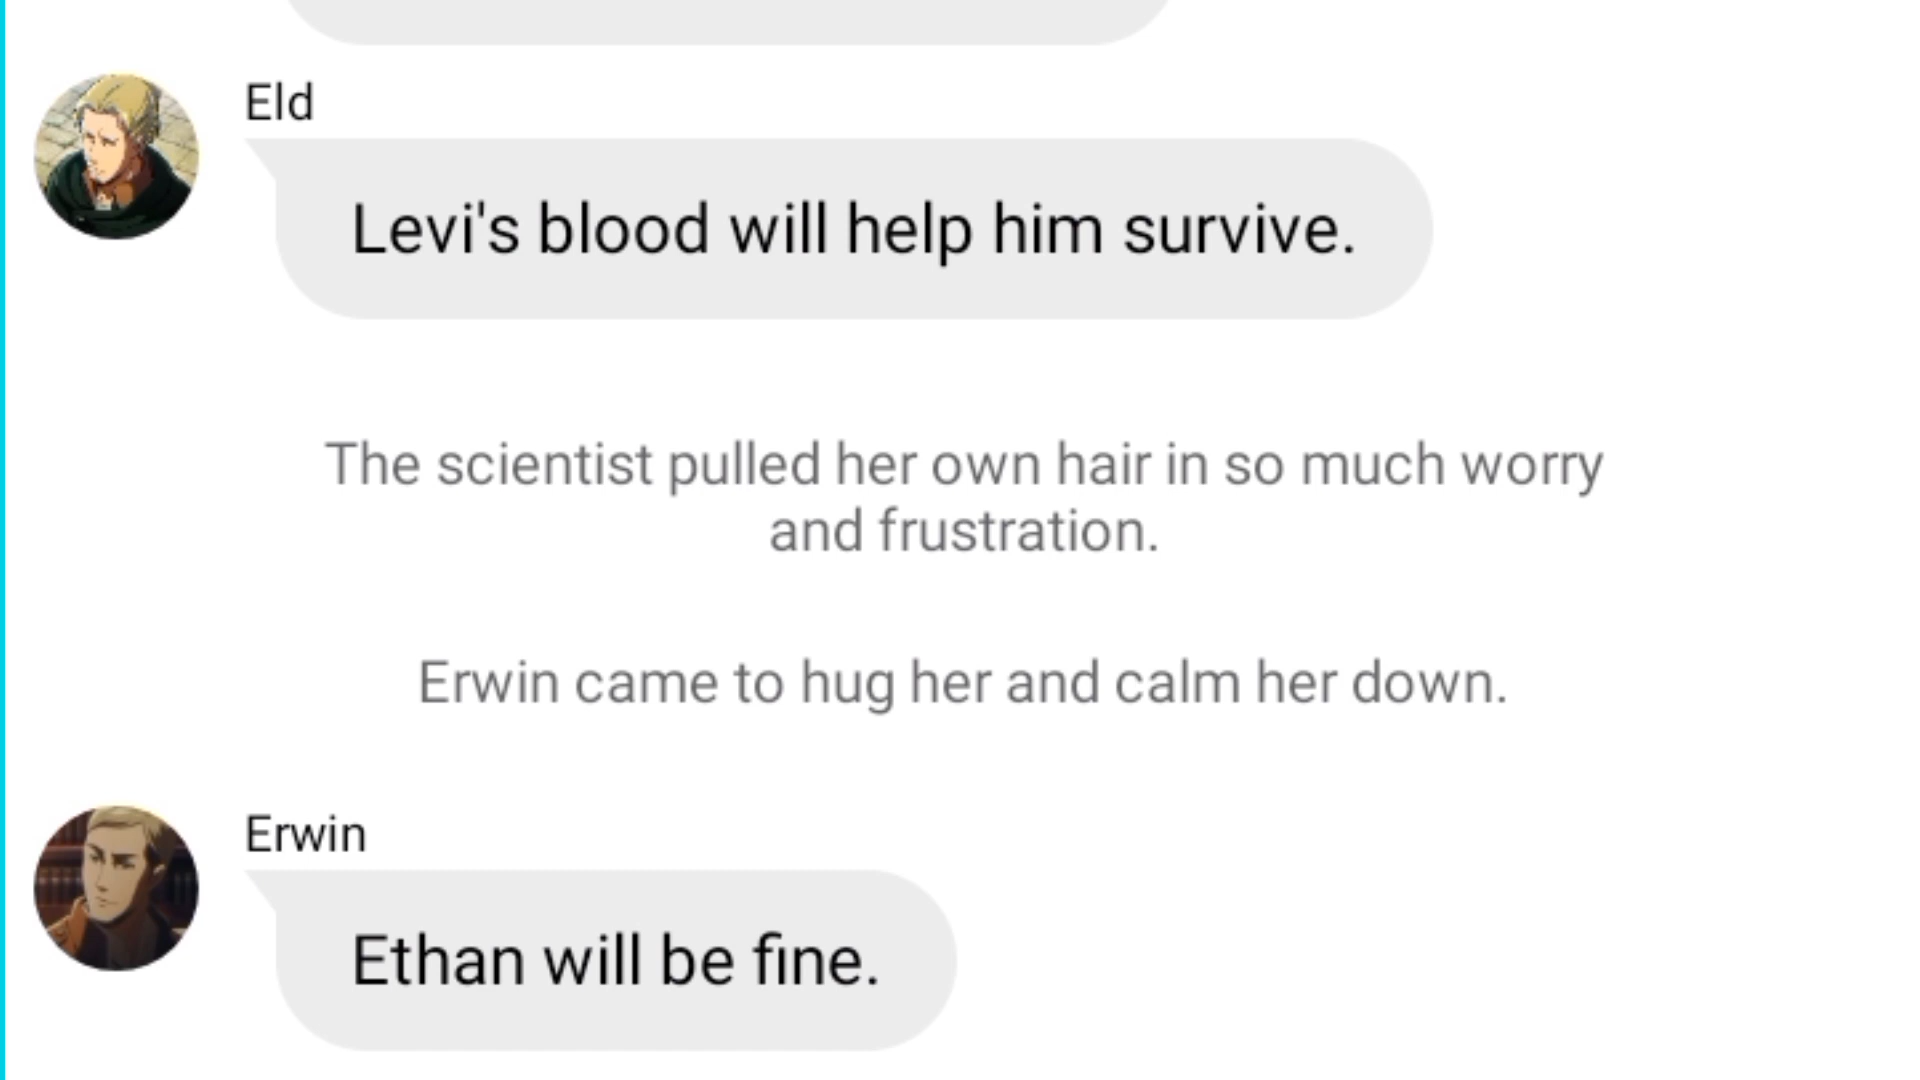 Eld
Levi's blood will help him survive.
The scientist pulled her own hair in so much worry
and frustration.
Erwin came to hug her and calm her down.
Erwin
Ethan will be fine.